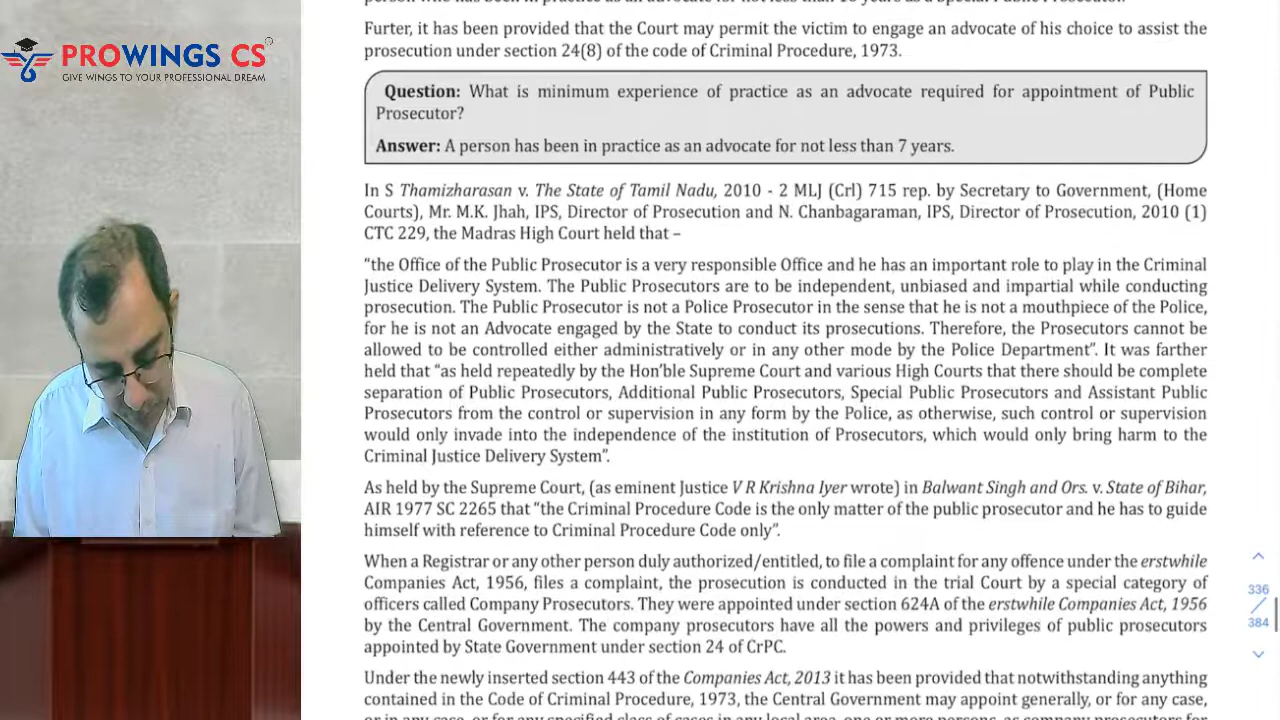 PROWINGS CS
GIVE WINGS TO YOUR PROFESSIONAL DREAM
Furter, it has been provided that the Court may permit the victim to engage an advocate of his choice to assist the
prosecution under section 24(8) of the code of Criminal Procedure, 1973.
Question: What is minimum experience of practice as an advocate required for appointment of Public
Prosecutor?
Answer: A person has been in practice as an advocate for not less than 7 years.
In S Thamizharasan v. The State of Tamil Nadu, 2010 - 2 MLJ (Crl) 715 rep. by Secretary to Government, (Home
Courts), Mr. M.K. Jhah, IPS, Director of Prosecution and N. Chanbagaraman, IPS, Director of Prosecution, 2010 (1)
CTC 229, the Madras High Court held that –
“the Office of the Public Prosecutor is a very responsible Office and he has an important role to play in the Criminal
Justice Delivery System. The Public Prosecutors are to be independent, unbiased and impartial while conducting
prosecution. The Public Prosecutor is not a Police Prosecutor in the sense that he is not a mouthpiece of the Police,
for he is not an Advocate engaged by the State to conduct its prosecutions. Therefore, the Prosecutors cannot be
allowed to be controlled either administratively or in any other mode by the Police Department”. It was farther
held that “as held repeatedly by the Hon’ble Supreme Court and various High Courts that there should be complete
separation of Public Prosecutors, Additional Public Prosecutors, Special Public Prosecutors and Assistant Public
Prosecutors from the control or supervision in any form by the Police, as otherwise, such control or supervision
would only invade into the independence of the institution of Prosecutors, which would only bring harm to the
Criminal Justice Delivery System”.
As held by the Supreme Court, (as eminent Justice V R Krishna Iyer wrote) in Balwant Singh and Ors. v. State of Bihar,
AIR 1977 SC 2265 that “the Criminal Procedure Code is the only matter of the public prosecutor and he has to guide
himself with reference to Criminal Procedure Code only”.
When a Registrar or any other person duly authorized/entitled, to file a complaint for any offence under the erstwhile
Companies Act, 1956, files a complaint, the prosecution is conducted in the trial Court by a special category of
officers called Company Prosecutors. They were appointed under section 624A of the erstwhile Companies Act, 1956
by the Central Government. The company prosecutors have all the powers and privileges of public prosecutors
appointed by State Government under section 24 of CrPC.
Under the newly inserted section 443 of the Companies Act, 2013 it has been provided that notwithstanding anything
contained in the Code of Criminal Procedure, 1973, the Central Government may appoint generally, or for any case,
336
384